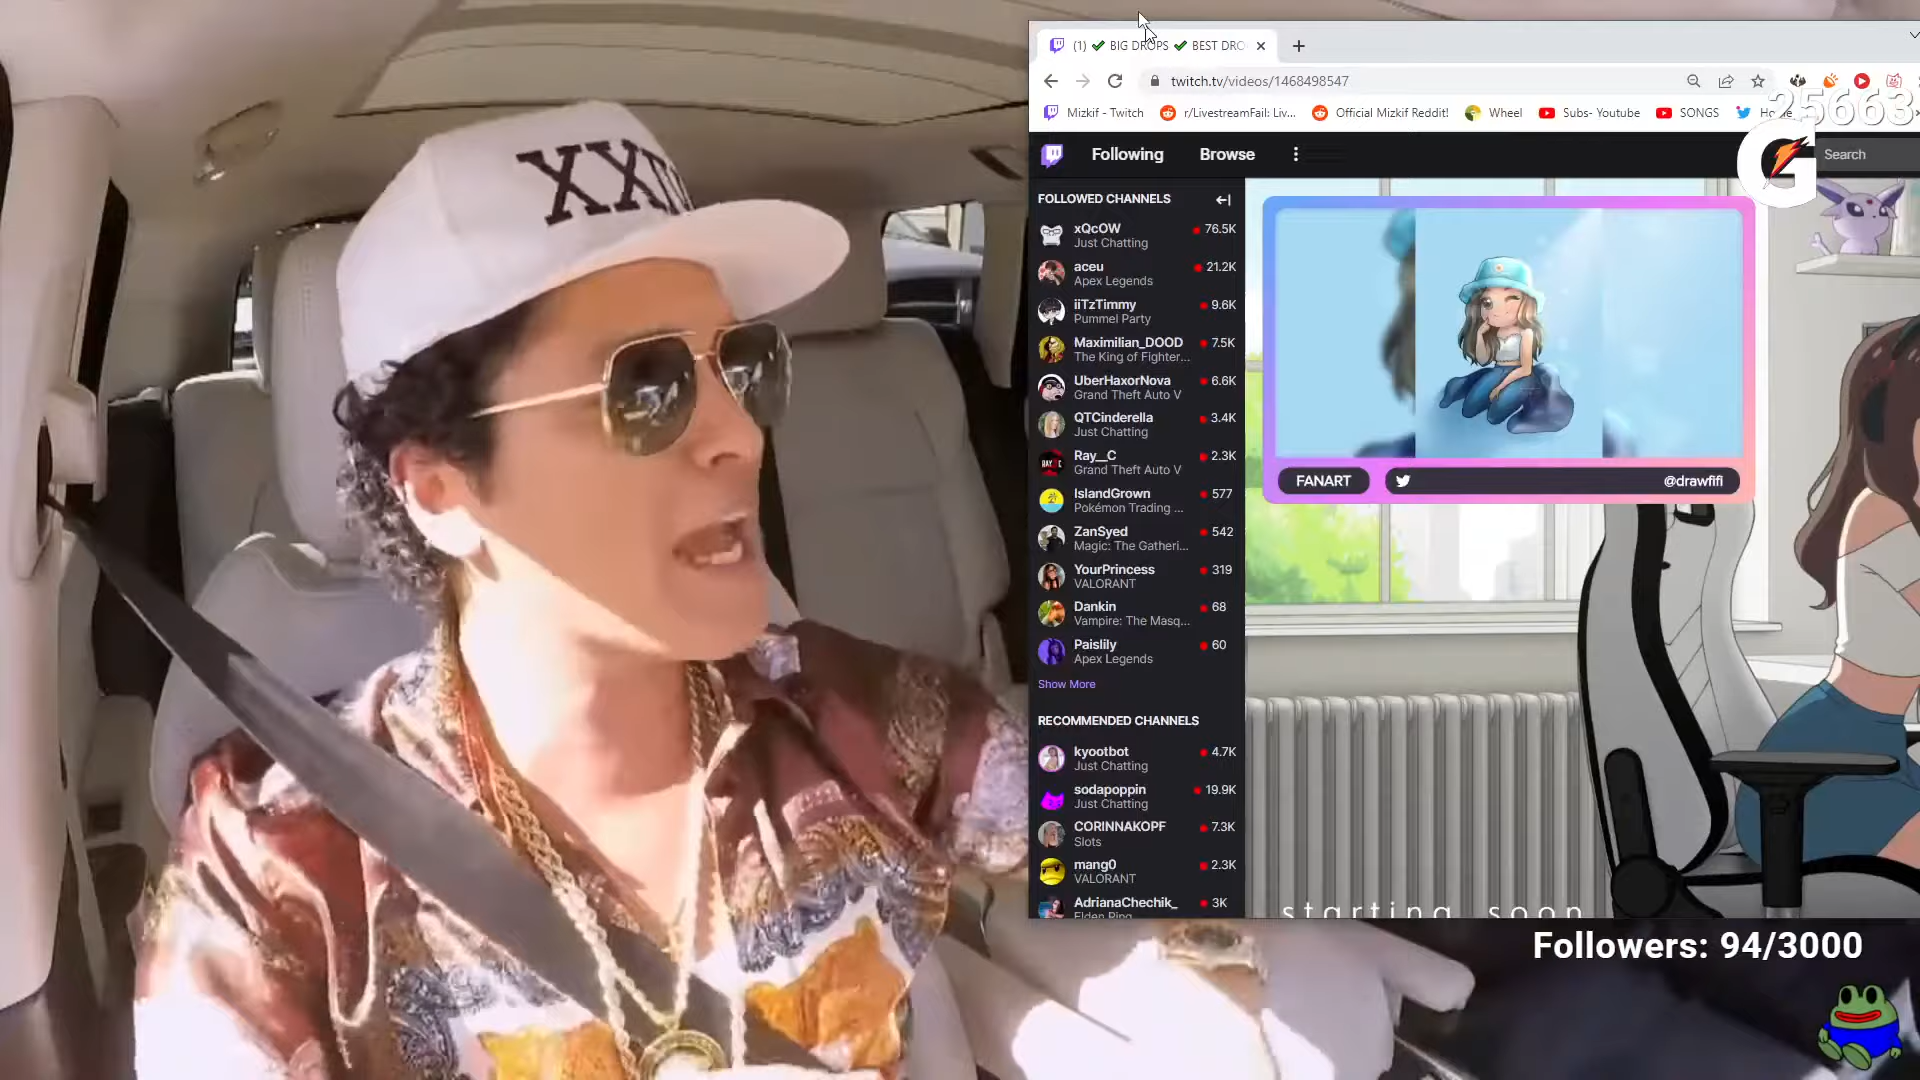 XXIV
(1) ✔ BIG DROPS ✔ BEST DRO
twitch.tv/videos/1468498547
Mizkif - Twitch
r/LivestreamFail: Liv...
Official Mizkif Reddit!
Wheel
Subs- Youtube
SONGS
25663
G
Following
Browse
Search
FOLLOWED CHANNELS
xQcOW 76.5K
Just Chatting
aceu 21.2K
Apex Legends
iiTzTimmy 9.6K
Pummel Party
Maximilian_DOOD 7.5K
The King of Fighter...
UberHaxorNova 6.6K
Grand Theft Auto V
QTCinderella 3.4K
Just Chatting
Ray__C 2.3K
Grand Theft Auto V
IslandGrown 577
Pokémon Trading ...
ZanSyed 542
Magic: The Gatheri...
YourPrincess 319
VALORANT
Dankin 68
Vampire: The Masq...
Paislily 60
Apex Legends
Show More
RECOMMENDED CHANNELS
kyootbot 4.7K
Just Chatting
sodapoppin 19.9K
Just Chatting
CORINNAKOPF 7.3K
Slots
mang0 2.3K
VALORANT
AdrianaChechik_ 3K
Elden Ring
FANART
@drawfifi
starting soon
Followers: 94/3000